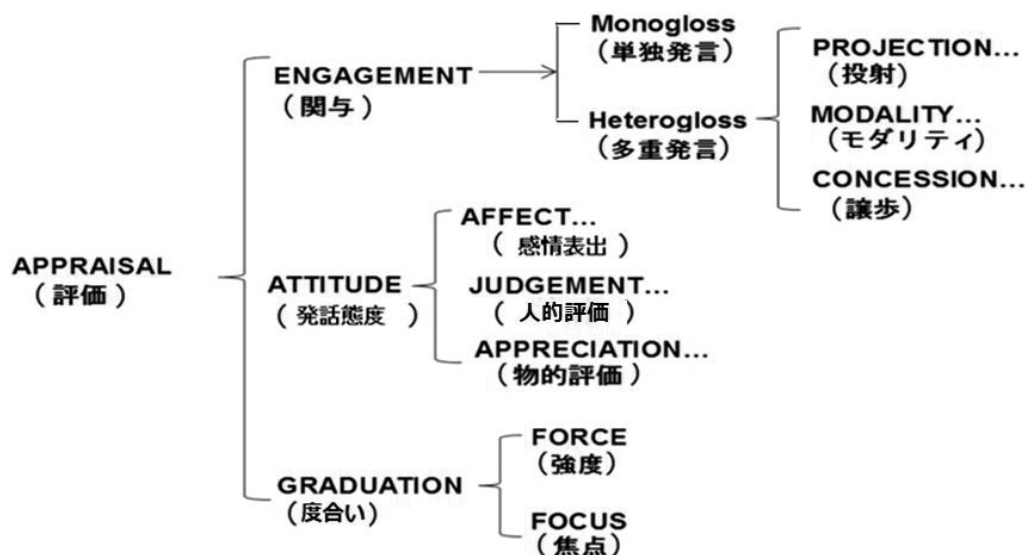 APPRAISAL
(評価)
ENGAGEMENT
(関与)
Monogloss
(単独発言)
Heterogloss
(多重発言)
PROJECTION...
(投射)
MODALITY...
(モダリティ)
CONCESSION...
(譲歩)
ATTITUDE
(発話態度)
AFFECT...
(感情表出)
JUDGEMENT...
(人的評価)
APPRECIATION...
(物的評価)
GRADUATION
(度合い)
FORCE
(強度)
FOCUS
(焦点)